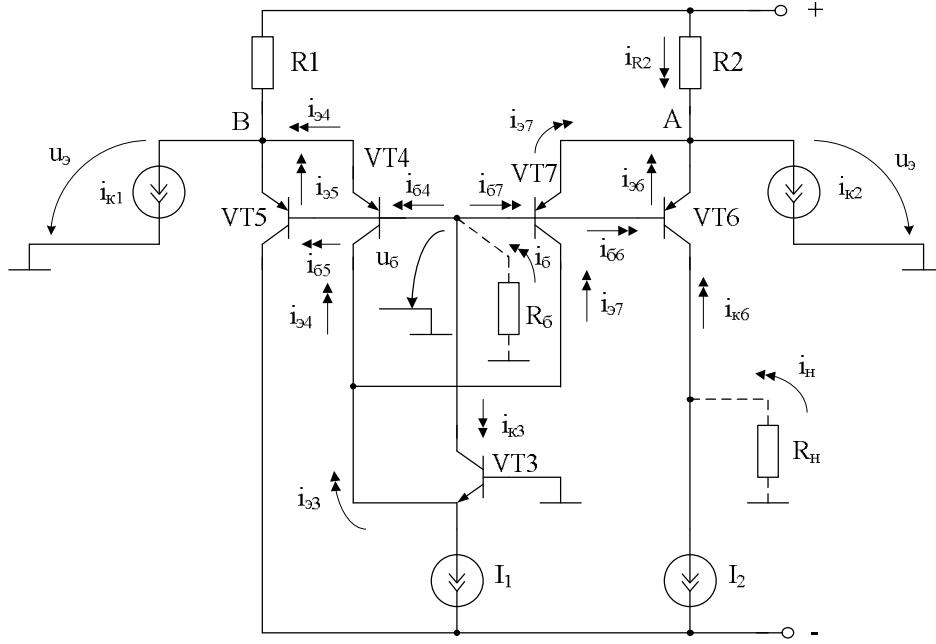 +
R1
iR2
R2
B
iэ4
iэ7
A
uэ
VT4
VT7
uэ
iк1
iэ5
iб4
iб7
iэ6
iк2
VT5
VT6
iб5
uб
iб
iб6
iэ4
Rб
iэ7
iк6
iн
iк3
Rн
VT3
iэ3
I1
I2
-